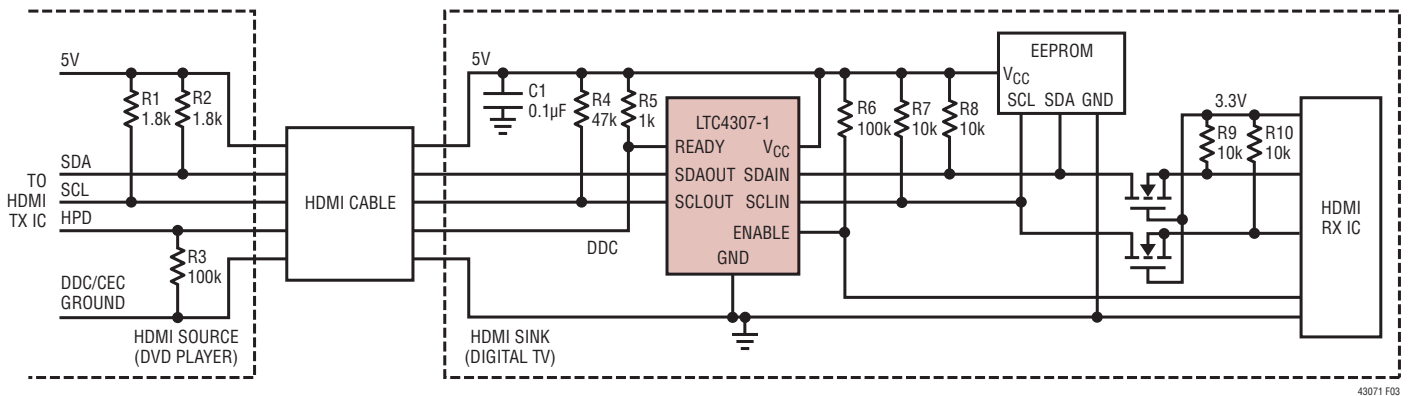 5V
R1
1.8k
R2
1.8k
TO
HDMI
TX IC
SDA
SCL
HPD
R3
100k
DDC/CEC
GROUND
HDMI SOURCE
(DVD PLAYER)
HDMI CABLE
5V
C1
0.1µF
R4
47k
R5
1k
LTC4307-1
READY
VCC
SDAOUT
SDAIN
SCLOUT
SCLIN
ENABLE
GND
DDC
HDMI SINK
(DIGITAL TV)
R6
100k
R7
10k
R8
10k
EEPROM
VCC
SCL SDA GND
3.3V
R9
10k
R10
10k
HDMI
RX IC
43071 F03